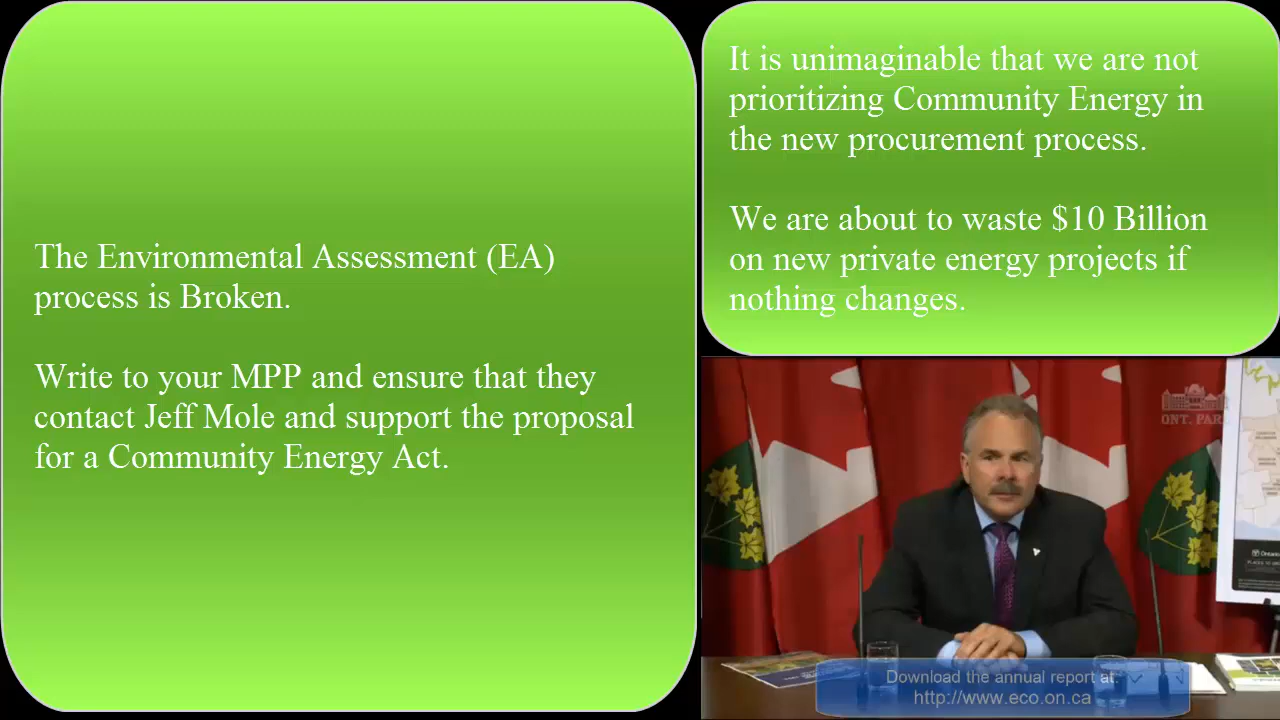 The Environmental Assessment (EA)
process is Broken.
Write to your MPP and ensure that they
contact Jeff Mole and support the proposal
for a Community Energy Act.
It is unimaginable that we are not
prioritizing Community Energy in
the new procurement process.
We are about to waste $10 Billion
on new private energy projects if
nothing changes.
ONT. PARL
Ontario
Download the annual report at:
http://www.eco.on.ca